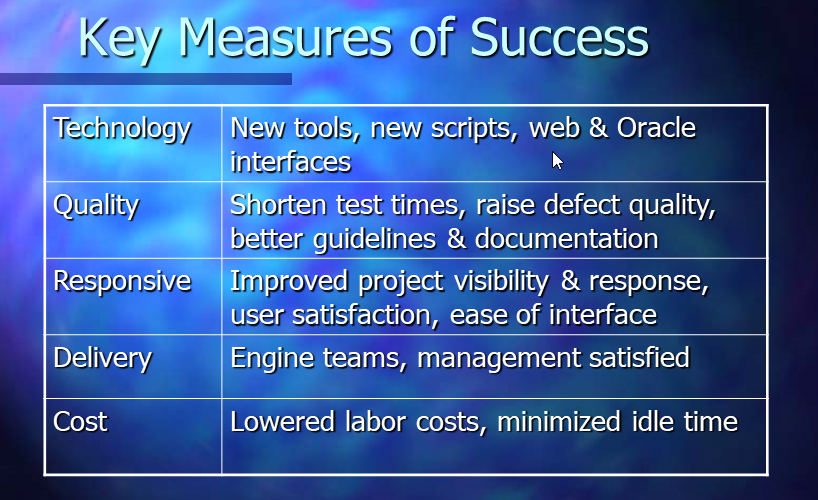 Key Measures of Success
Technology
New tools, new scripts, web & Oracle
interfaces
Quality
Shorten test times, raise defect quality,
better guidelines & documentation
Responsive
Improved project visibility & response,
user satisfaction, ease of interface
Delivery
Engine teams, management satisfied
Cost
Lowered labor costs, minimized idle time